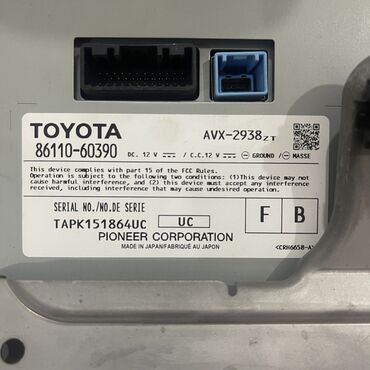 TOYOTA AVX-2938ZT
86110-60390 DC. 12 V / C.C.12 V GROUND / MASSE
This device complies with part 15 of the FCC Rules.
Operation is subject to the following two conditions: (1)This device may not
cause harmful interference, and (2) this device must accept any interference
received, including interference that may cause undesired operation.
SERIAL NO./NO.DE SERIE
TAPK151864UC UC F B
PIONEER CORPORATION
MADE IN JAPAN/FABRIQUÉ AU JAPON <CRH6658-A>